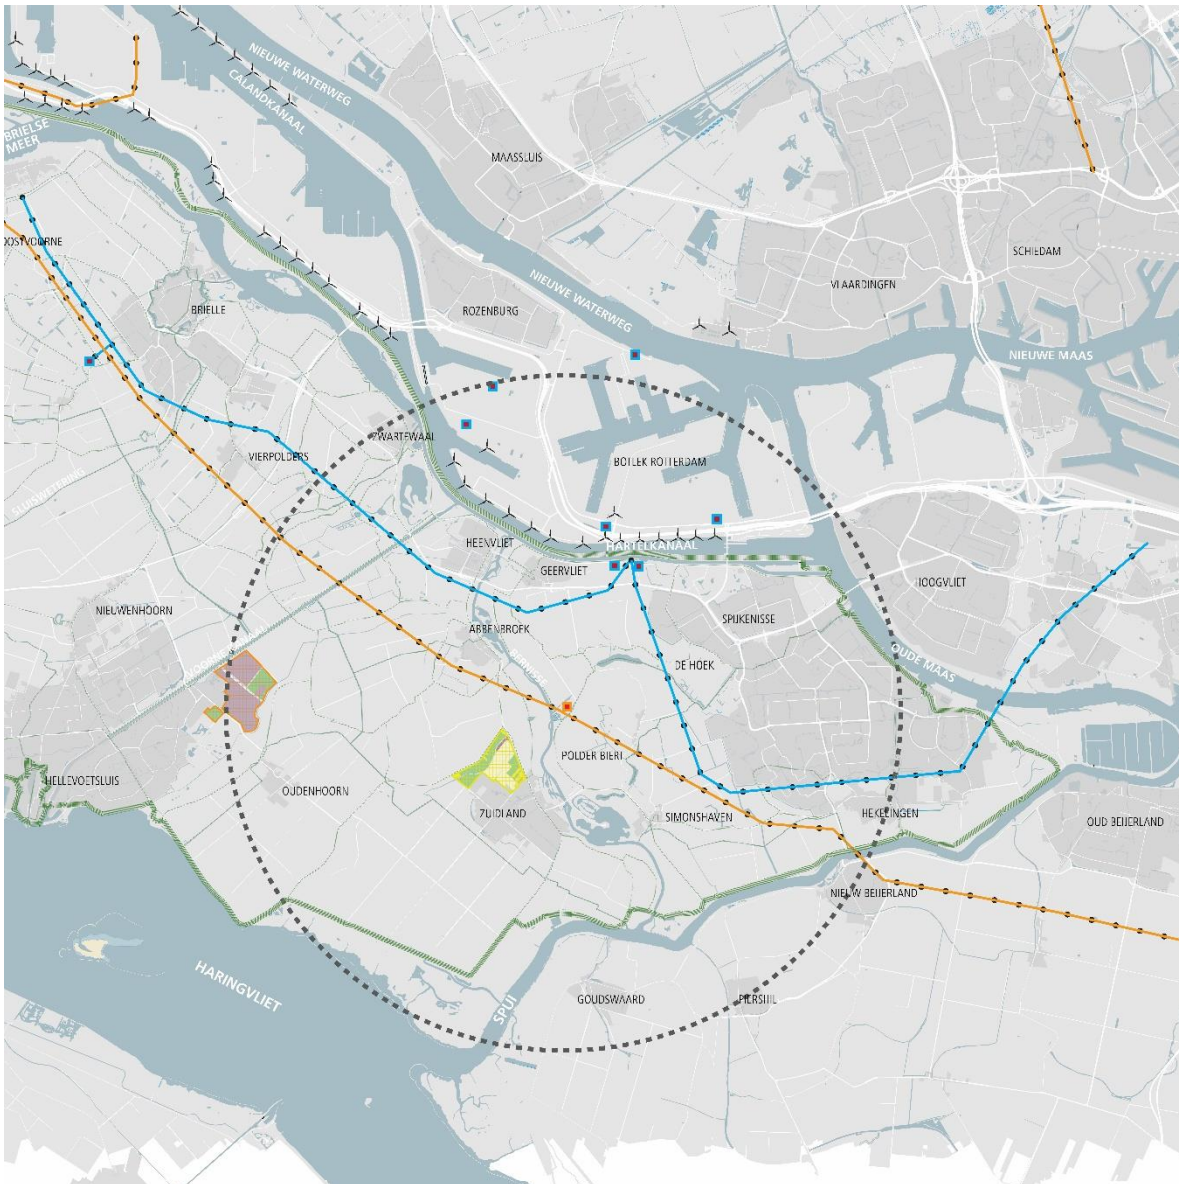 NIEUWE WATERWEG
CALANDKANAAL
BRIELSE
MEER
MAASSLUIS
OOSTVOORNE
SCHIEDAM
VLAARDINGEN
BRIELLE
ROZENBURG
NIEUWE WATERWEG
NIEUWE MAAS
ZWARTEWAAL
VIERPOLDERS
BOTLEK ROTTERDAM
HEENVLIET
HARTELKANAAL
GEERVLIET
HOOGVLIET
NIEUWENHOORN
ABBENBROEK
SPIJKENISSE
DE HOEK
OUDE MAAS
POLDER BIERT
HELLEVOETSLUIS
OUDENHOORN
ZUIDLAND
SIMONSHAVEN
HEKELINGEN
OUD BEIJERLAND
NIEUW BEIJERLAND
HARINGVLIET
SPUI
GOUDSWAARD
PIERSHIL